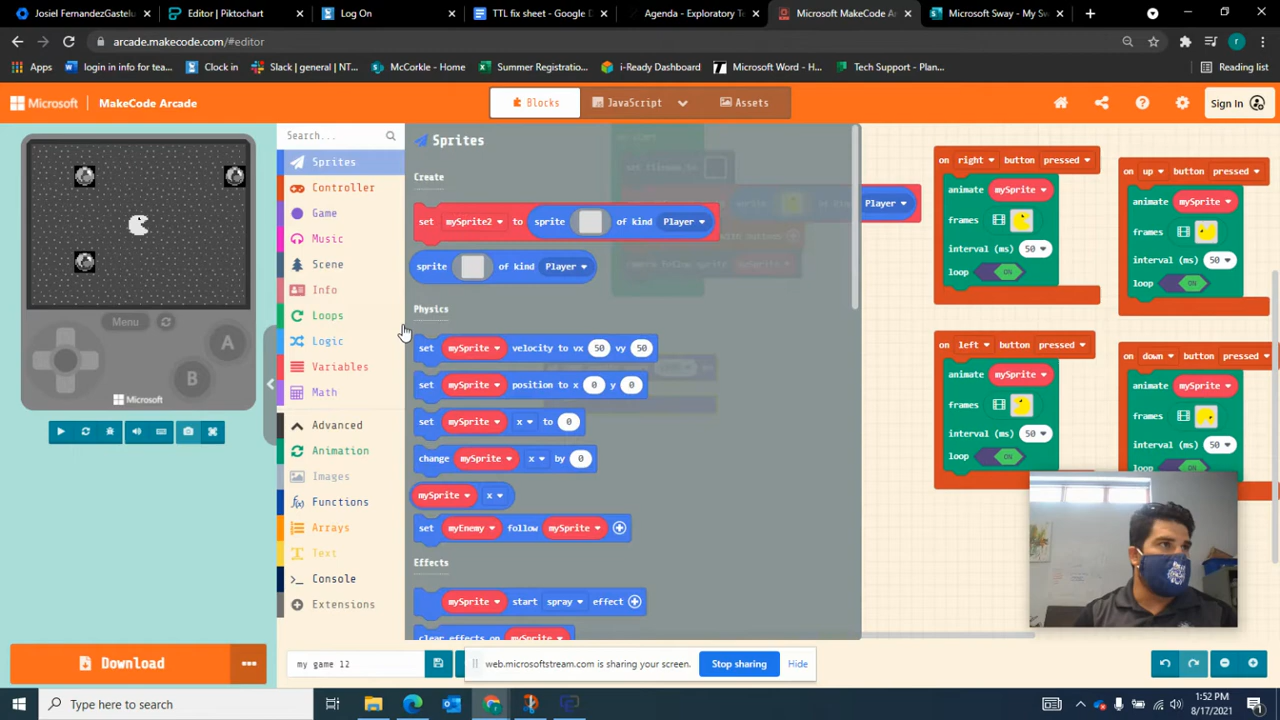 Josiel FernandezGastelu
Editor | Piktochart
Log On
TTL fix sheet - Google D
Agenda - Exploratory T
Microsoft MakeCode Ar
Microsoft Sway - My Sw
arcade.makecode.com/#editor
Apps
login in info for tea...
Clock in
Slack | general | NT...
McCorkle - Home
Summer Registratio...
i-Ready Dashboard
Microsoft Word - H...
Tech Support - Plan...
Reading list
Microsoft
MakeCode Arcade
Blocks
JavaScript
Assets
Sign In
Search...
Sprites
Controller
Game
Music
Scene
Info
Loops
Logic
Variables
Math
Advanced
Animation
Images
Functions
Arrays
Text
Console
Extensions
Menu
A
B
Microsoft
Sprites
Create
set mySprite2 to sprite of kind Player
sprite of kind Player
Physics
set mySprite velocity to vx 50 vy 50
set mySprite position to x 0 y 0
set mySprite x to 0
change mySprite x by 0
mySprite x
set myEnemy follow mySprite
Effects
mySprite start spray effect
clear effects on mySprite
Player
on right button pressed
animate mySprite
frames
interval (ms) 50
loop ON
on up button pressed
animate mySprite
frames
interval (ms) 50
loop ON
on left button pressed
animate mySprite
frames
interval (ms) 50
loop ON
on down button pressed
animate mySprite
frames
interval (ms) 50
loop ON
Download
my game 12
web.microsoftstream.com is sharing your screen.
Stop sharing
Hide
Type here to search
1:52 PM
8/17/2021